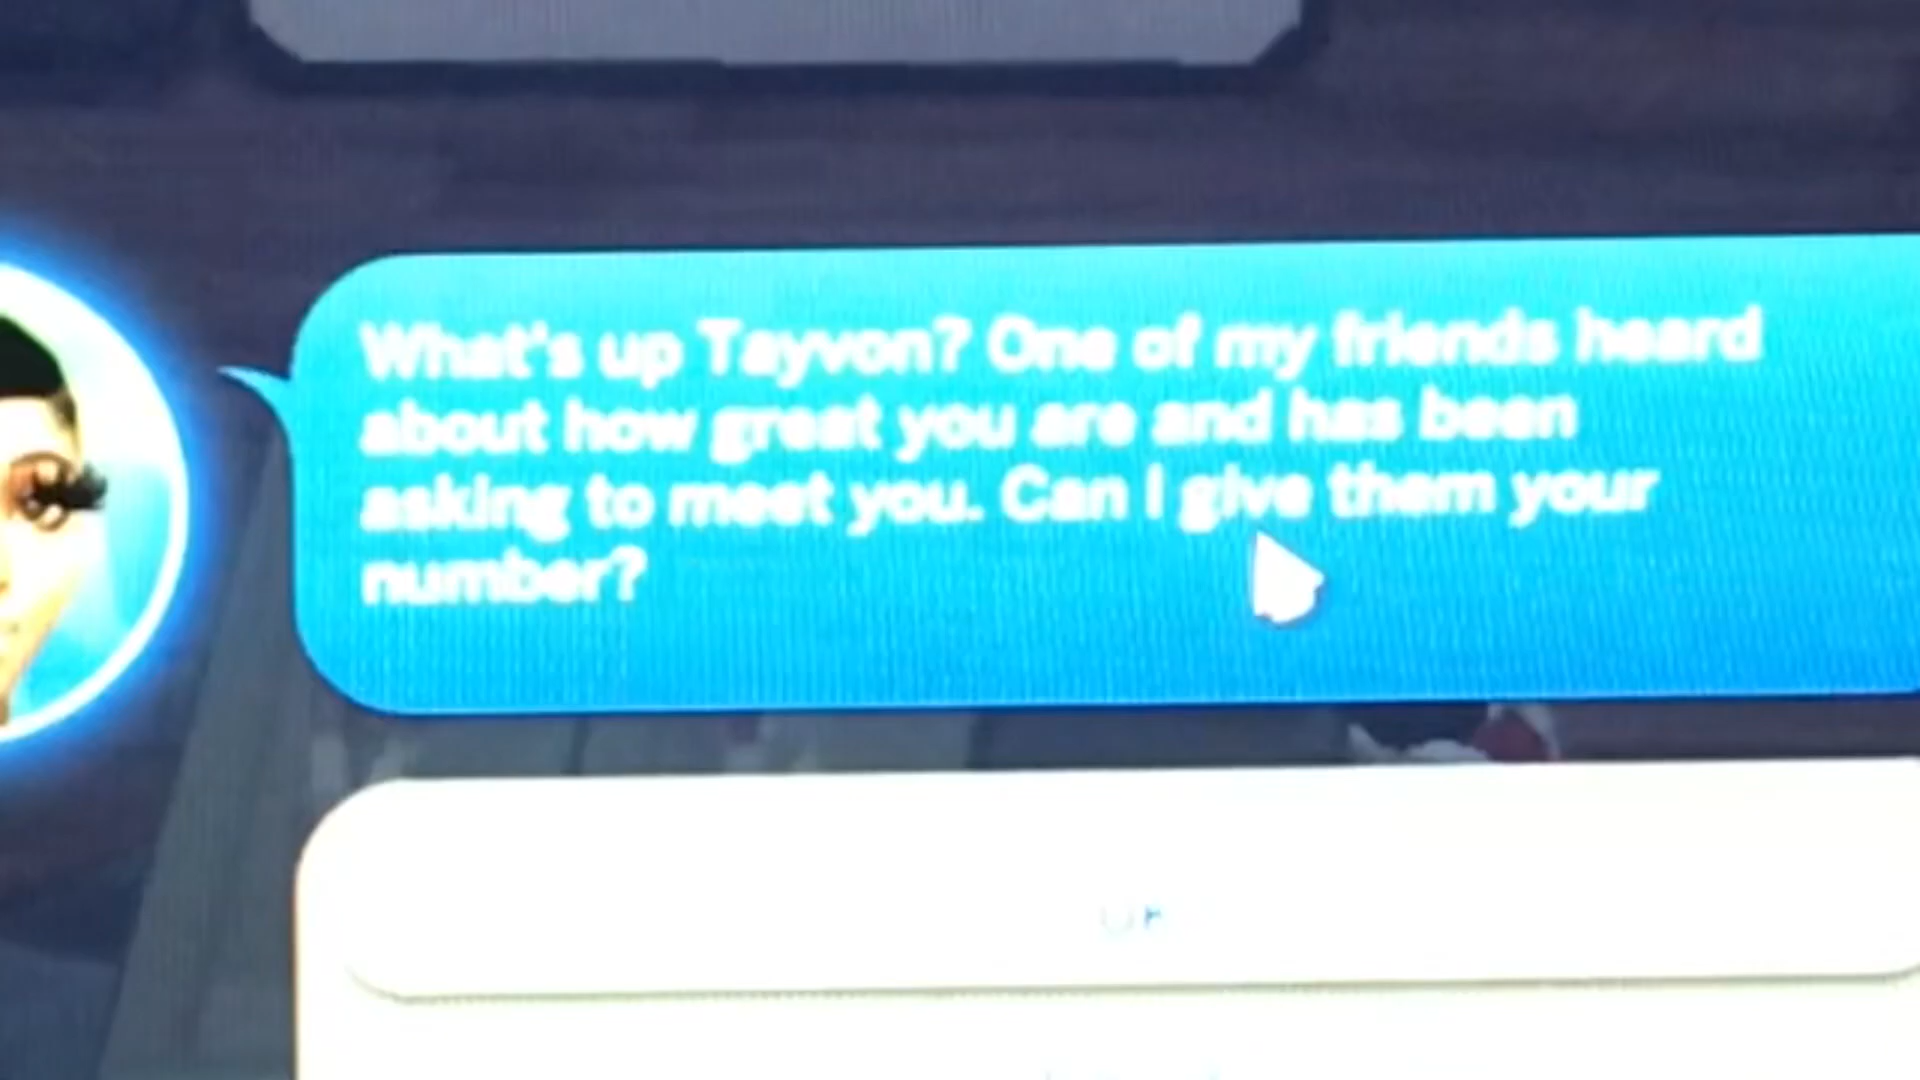 What's up Tayvon? One of my friends heard
about how great you are and has been
asking to meet you. Can I give them your
number?